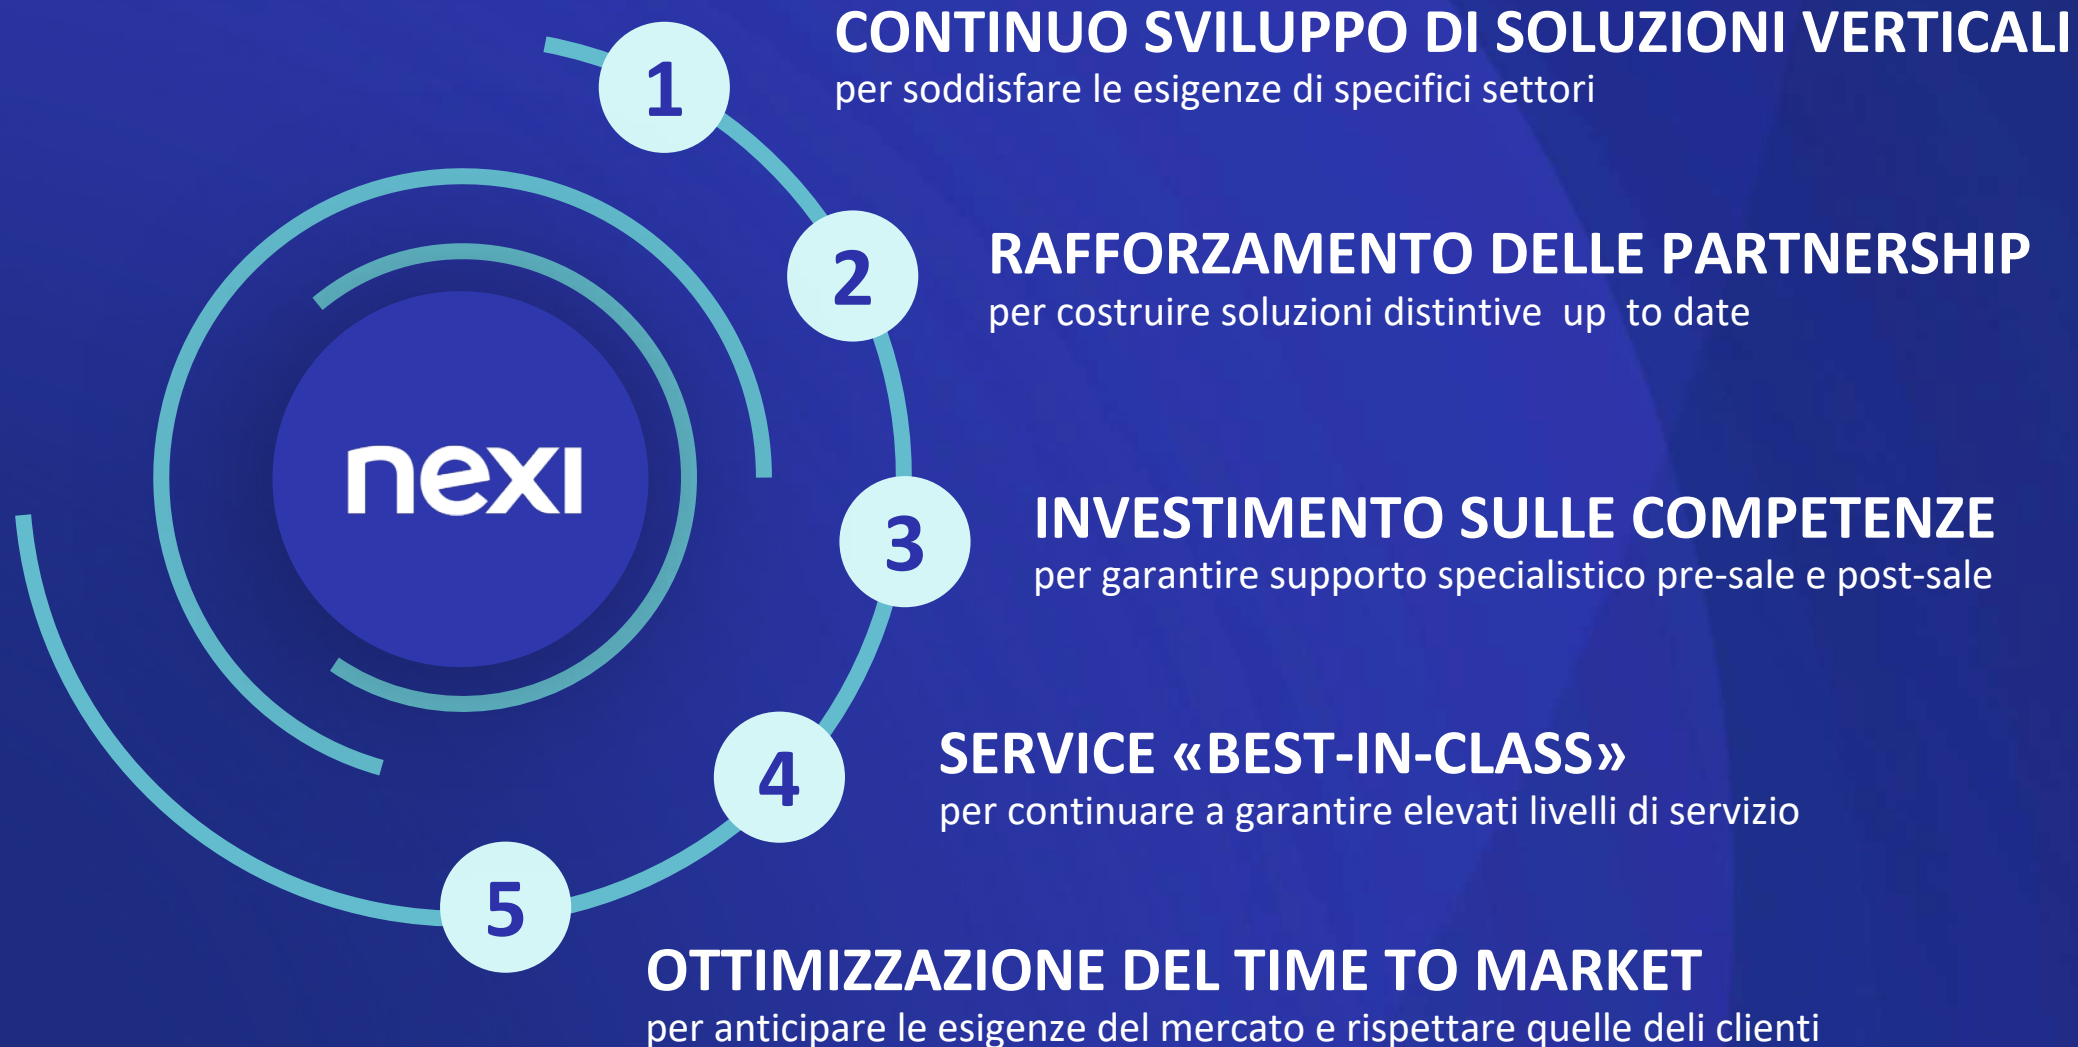 1
CONTINUO SVILUPPO DI SOLUZIONI VERTICALI
per soddisfare le esigenze di specifici settori
2
RAFFORZAMENTO DELLE PARTNERSHIP
per costruire soluzioni distintive  up  to date
nexi
3
INVESTIMENTO SULLE COMPETENZE
per garantire supporto specialistico pre-sale e post-sale
4
SERVICE «BEST-IN-CLASS»
per continuare a garantire elevati livelli di servizio
5
OTTIMIZZAZIONE DEL TIME TO MARKET
per anticipare le esigenze del mercato e rispettare quelle deli clienti